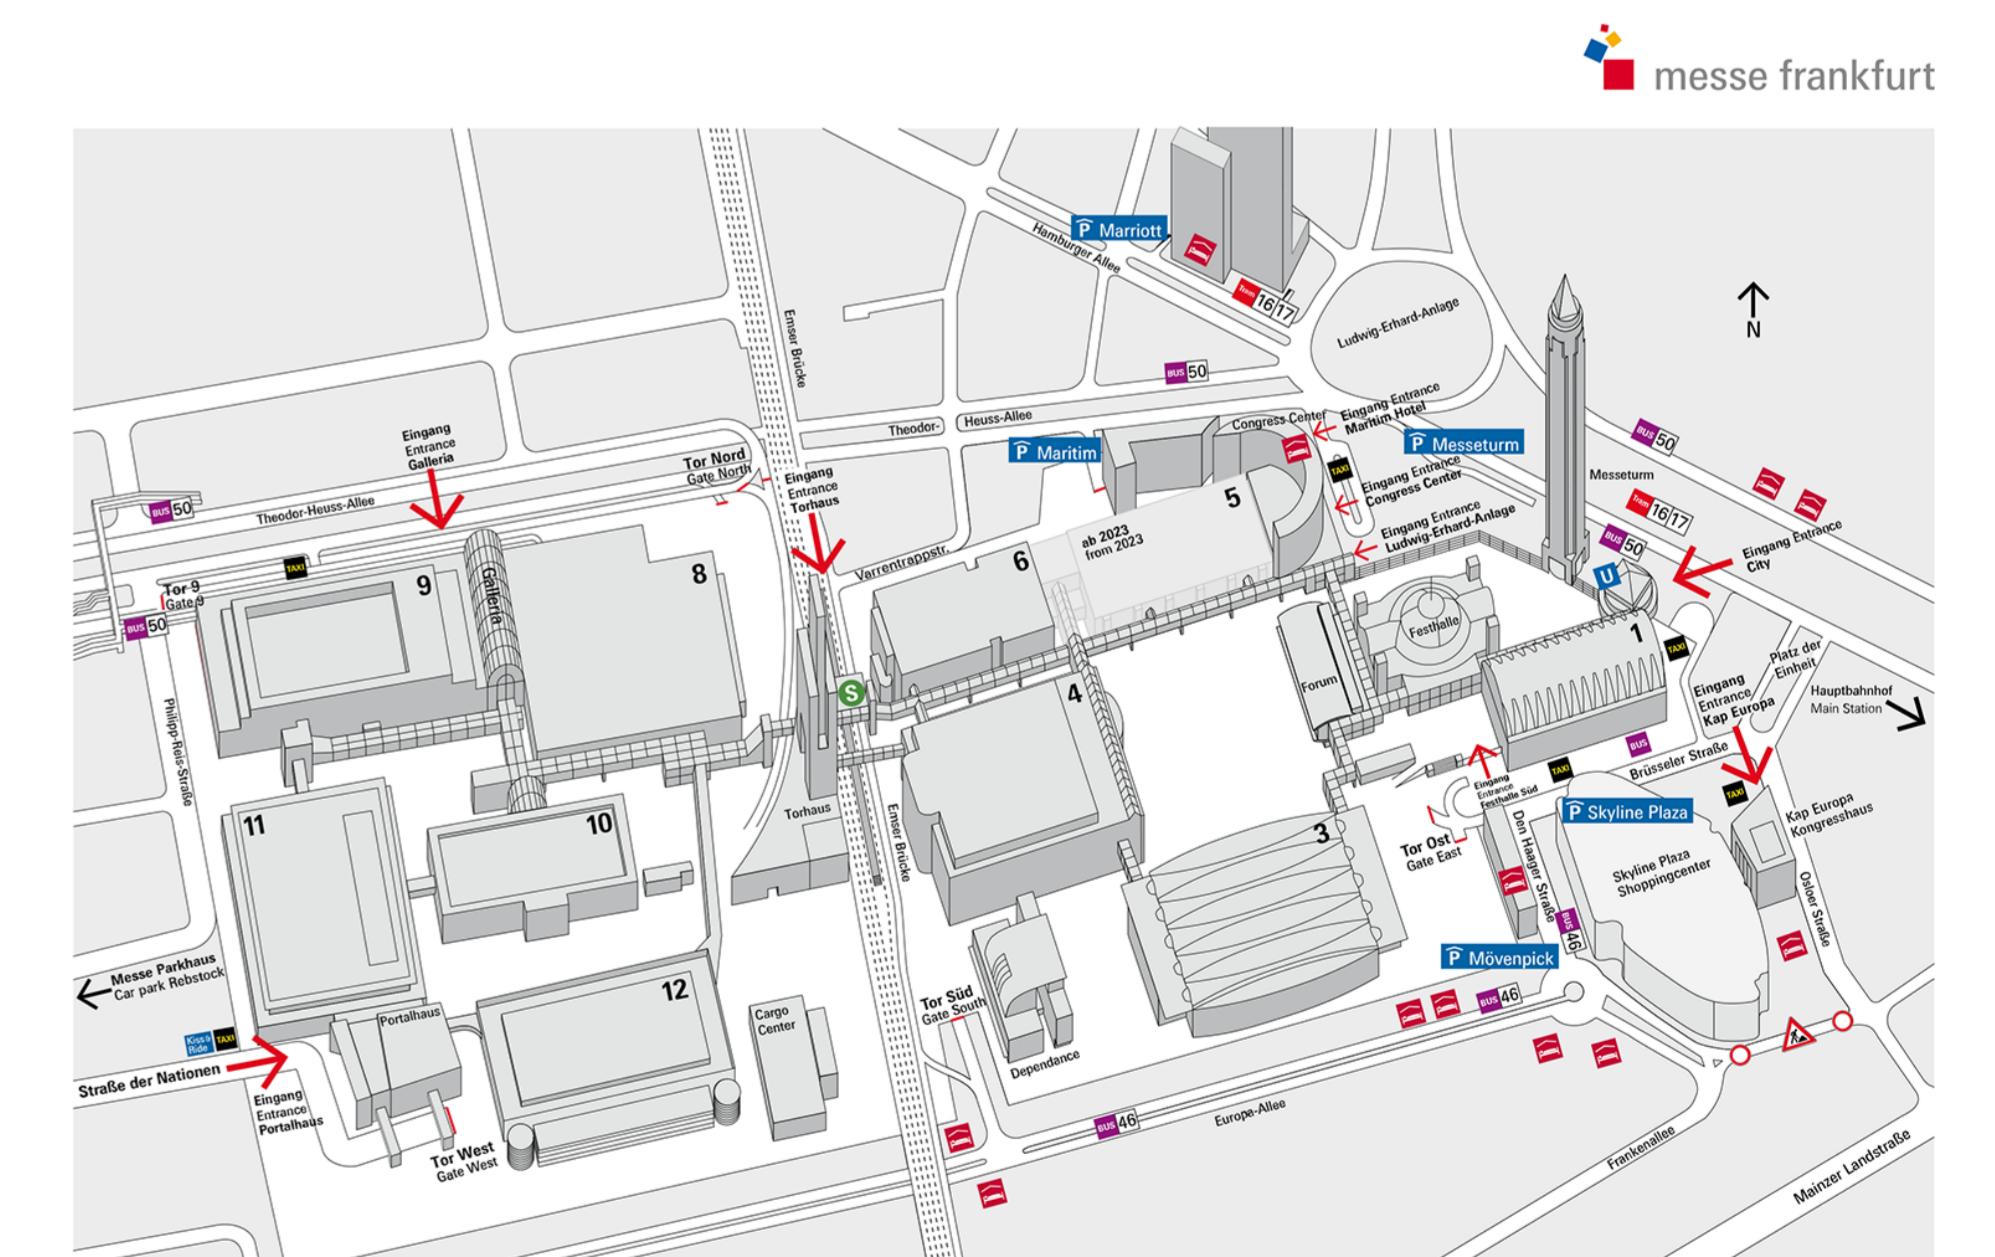 messe frankfurt
P Marriott
Hamburger Allee
Tram 16 17
Ludwig-Erhard-Anlage
N
Emser Brücke
BUS 50
Eingang Entrance
Maritim Hotel
Congress Center
Theodor-
Heuss-Allee
P Maritim
P Messeturm
BUS 50
Eingang
Entrance
Galleria
Tor Nord
Gate North
Eingang
Entrance
Torhaus
TAXI
Eingang Entrance
Congress Center
Messeturm
Tram 16 17
BUS 50
Theodor-Heuss-Allee
5
ab 2023
from 2023
Eingang Entrance
Ludwig-Erhard-Anlage
BUS 50
Eingang Entrance
City
U
TAXI
Tor 9
Gate 9
BUS 50
9
Galleria
8
Varrentrappstr.
6
Festhalle
1
TAXI
Platz der
Einheit
Forum
S
4
Eingang
Entrance
Kap Europa
Hauptbahnhof
Main Station
Philipp-Reis-Straße
BUS
Brüsseler Straße
TAXI
Eingang
Entrance
Festhalle Süd
TAXI
Torhaus
Emser Brücke
11
10
3
Tor Ost
Gate East
Den Haager Straße
P Skyline Plaza
Skyline Plaza
Shoppingcenter
Kap Europa
Kongresshaus
Osloer Straße
BUS 46
P Mövenpick
Messe Parkhaus
Car park Rebstock
12
Tor Süd
Gate South
BUS 46
Portalhaus
Cargo
Center
Kiss&
Ride
TAXI
Straße der Nationen
Eingang
Entrance
Portalhaus
Dependance
Tor West
Gate West
BUS 46
Europa-Allee
Frankenallee
Mainzer Landstraße